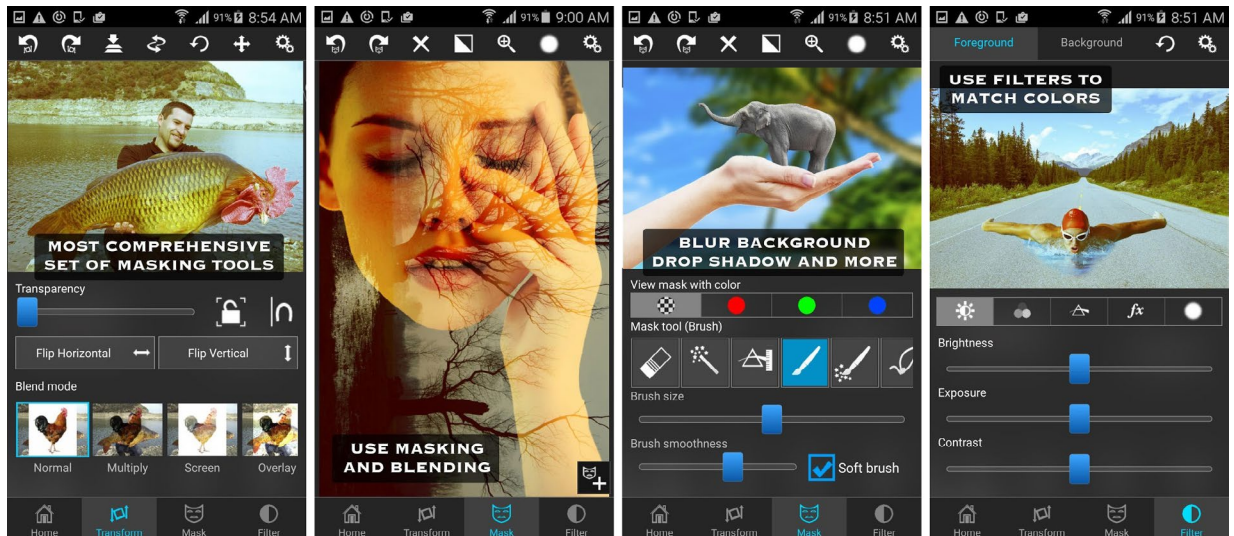 91% 8:54 AM
MOST COMPREHENSIVE
SET OF MASKING TOOLS
Transparency
Flip Horizontal
Flip Vertical
Blend mode
Normal Multiply Screen Overlay
Home Transform Mask Filter
91% 9:00 AM
USE MASKING
AND BLENDING
Home Transform Mask Filter
91% 8:51 AM
BLUR BACKGROUND
DROP SHADOW AND MORE
View mask with color
Mask tool (Brush)
Brush size
Brush smoothness
Soft brush
Home Transform Mask Filter
91% 8:51 AM
Foreground Background
USE FILTERS TO
MATCH COLORS
fx
Brightness
Exposure
Contrast
Home Transform Mask Filter